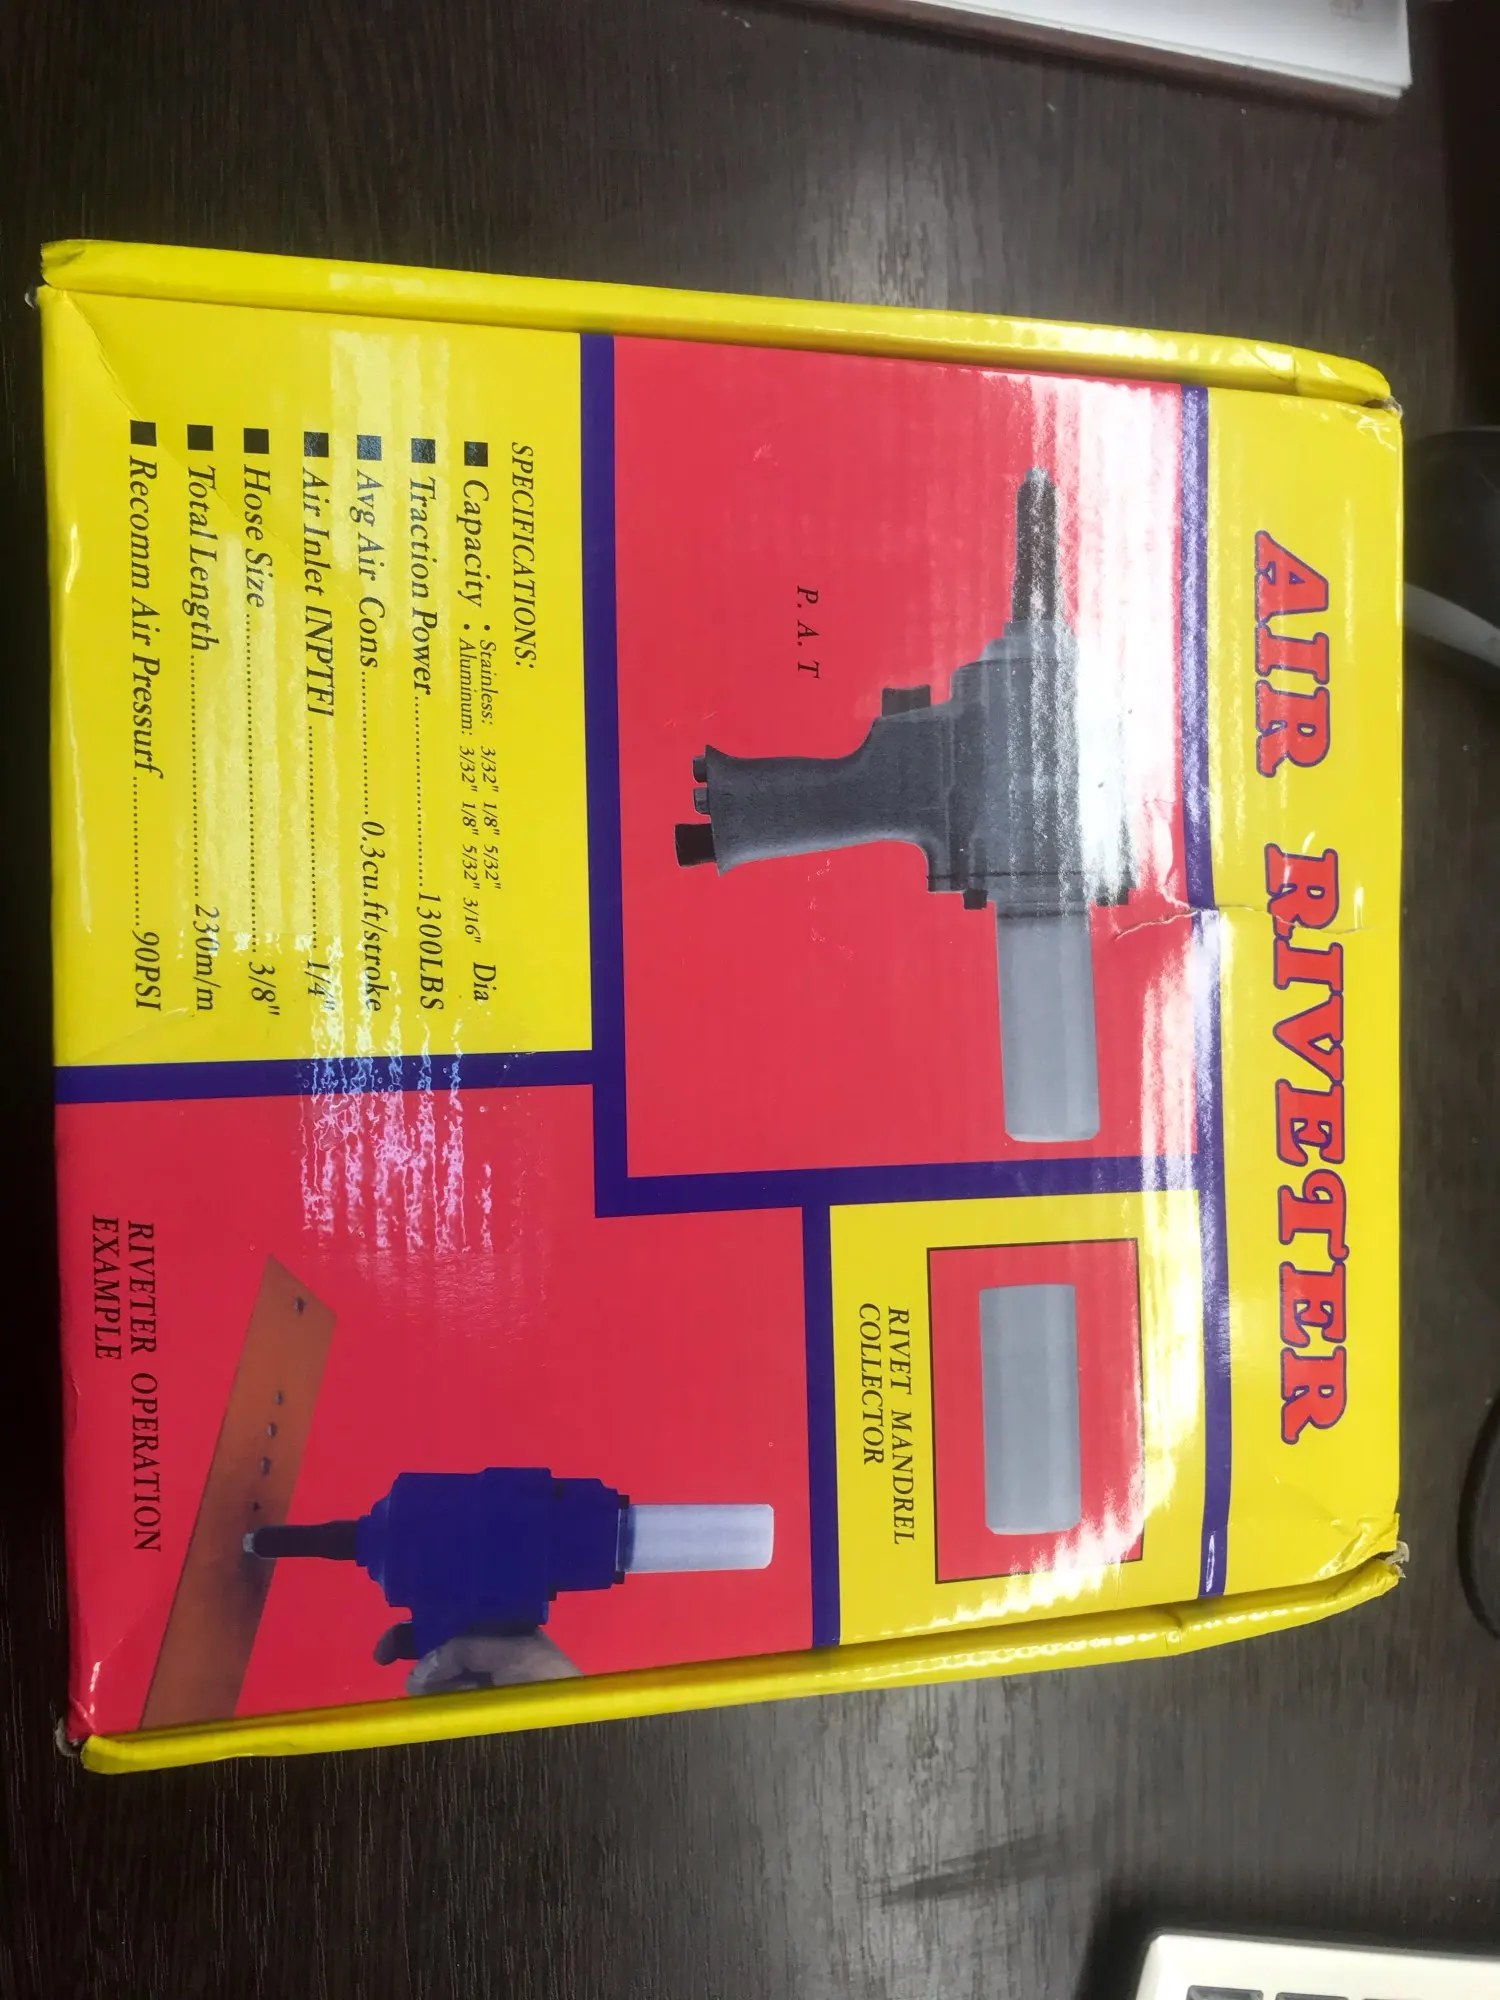 AIR RIVETER
P. A. T
RIVET MANDREL
COLLECTOR
SPECIFICATIONS:
■ Capacity • Stainless: 3/32" 1/8" 5/32" Dia
• Aluminum: 3/32" 1/8" 5/32" 3/16"
■ Traction Power..................1300LBS
■ Avg Air Cons...............0.3cu.ft/stroke
■ Air Inlet [NPTF] ........................1/4"
■ Hose Size ...................................3/8"
■ Total Length..........................230m/m
■ Recomm Air Pressurf................90PSI
RIVETER OPERATION
EXAMPLE